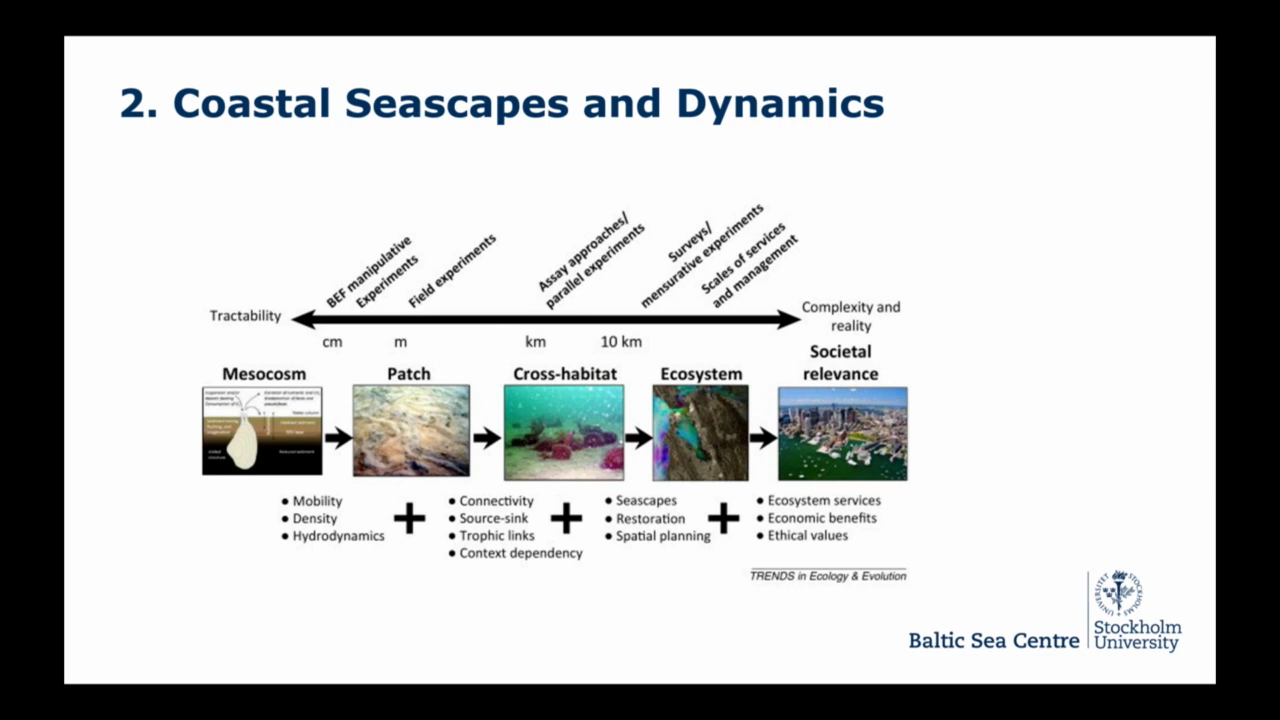 2. Coastal Seascapes and Dynamics
BEF manipulative
Experiments
Field experiments
Assay approaches/
parallel experiments
Surveys/
mensurative experiments
Scales of services
and management
Tractability
Complexity and
reality
cm
m
km
10 km
Mesocosm
Patch
Cross-habitat
Ecosystem
Societal
relevance
• Mobility
• Density
• Hydrodynamics
+
• Connectivity
• Source-sink
• Trophic links
• Context dependency
+
• Seascapes
• Restoration
• Spatial planning
+
• Ecosystem services
• Economic benefits
• Ethical values
TRENDS in Ecology & Evolution
Baltic Sea Centre
Stockholm
University